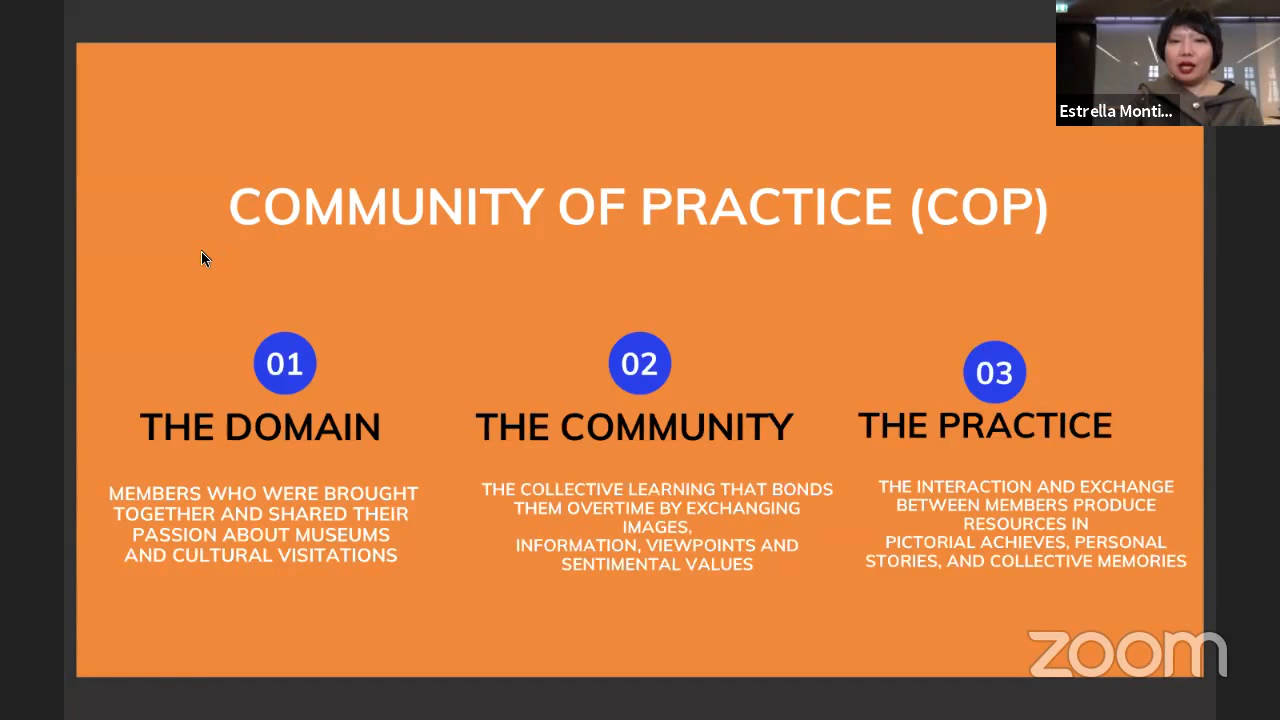 Estrella Monti...
COMMUNITY OF PRACTICE (COP)
01
THE DOMAIN
MEMBERS WHO WERE BROUGHT
TOGETHER AND SHARED THEIR
PASSION ABOUT MUSEUMS
AND CULTURAL VISITATIONS
02
THE COMMUNITY
THE COLLECTIVE LEARNING THAT BONDS
THEM OVERTIME BY EXCHANGING
IMAGES,
INFORMATION, VIEWPOINTS AND
SENTIMENTAL VALUES
03
THE PRACTICE
THE INTERACTION AND EXCHANGE
BETWEEN MEMBERS PRODUCE
RESOURCES IN
PICTORIAL ACHIEVES, PERSONAL
STORIES, AND COLLECTIVE MEMORIES
zoom